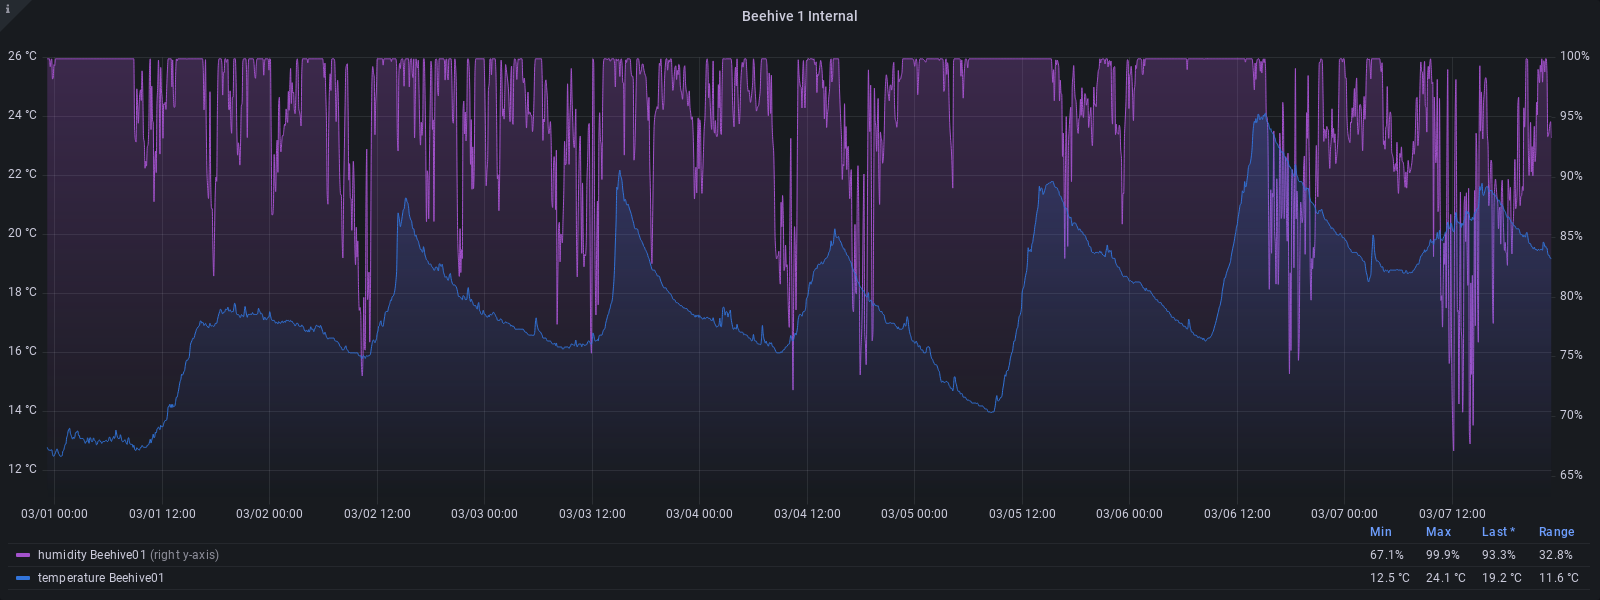 i
Beehive 1 Internal
26 °C 100%
24 °C 95%
22 °C 90%
20 °C 85%
18 °C 80%
16 °C 75%
14 °C 70%
12 °C 65%
03/01 00:00 03/01 12:00 03/02 00:00 03/02 12:00 03/03 00:00 03/03 12:00 03/04 00:00 03/04 12:00 03/05 00:00 03/05 12:00 03/06 00:00 03/06 12:00 03/07 00:00 03/07 12:00
Min Max Last * Range
humidity Beehive01 (right y-axis) 67.1% 99.9% 93.3% 32.8%
temperature Beehive01 12.5 °C 24.1 °C 19.2 °C 11.6 °C